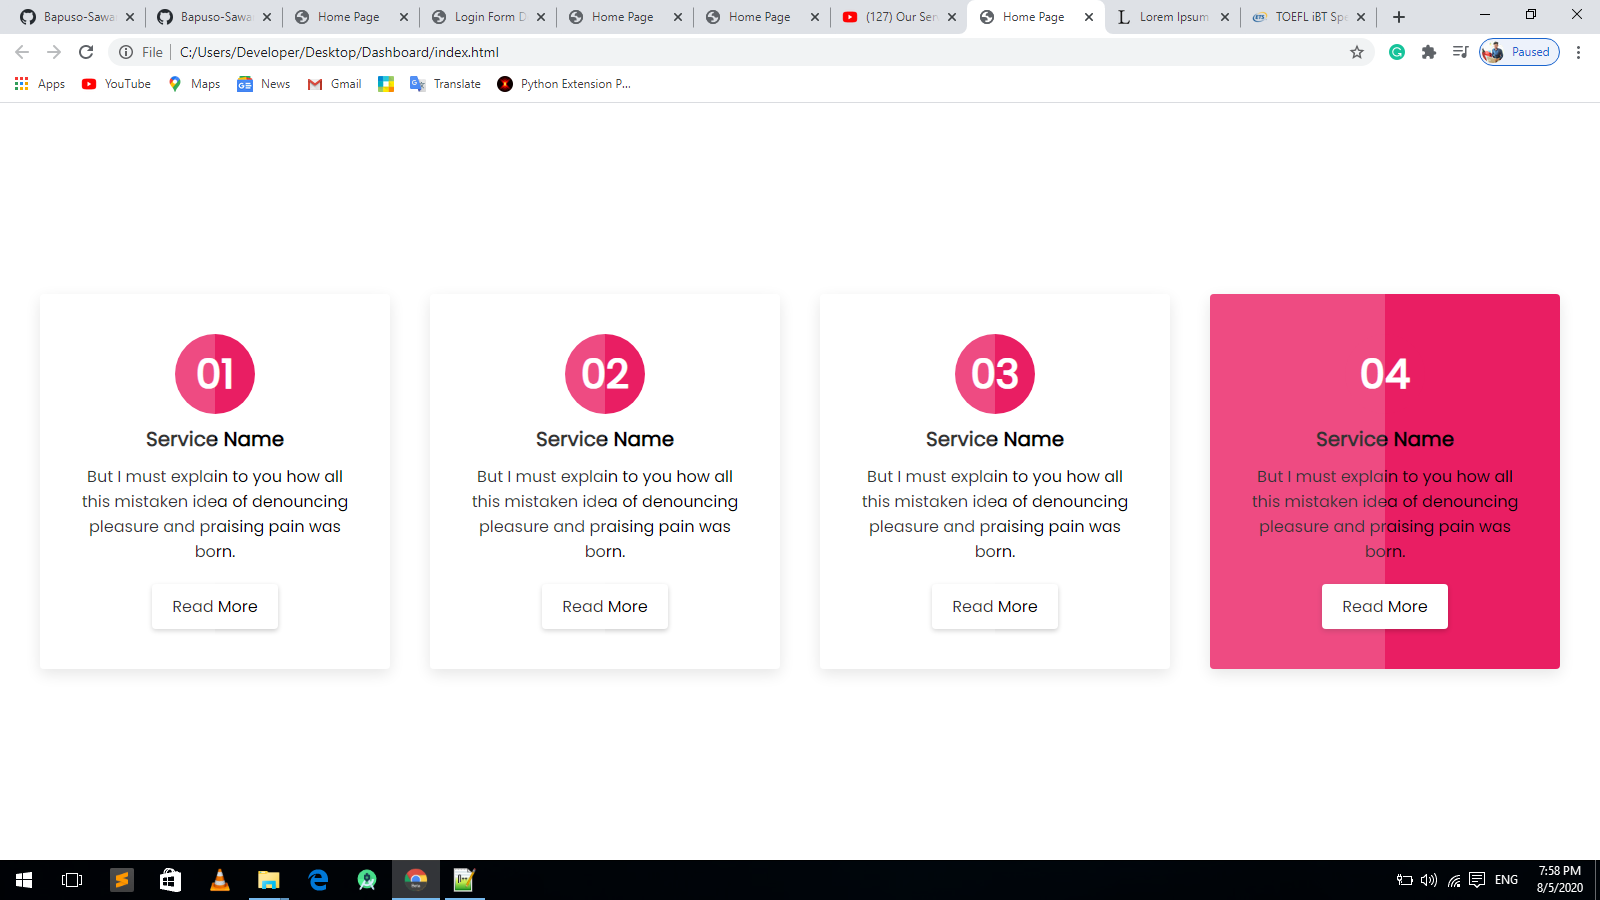 Bapuso-Sawa
Bapuso-Sawa
Home Page
Login Form D
Home Page
Home Page
(127) Our Ser
Home Page
Lorem Ipsum
TOEFL iBT Spe
File
C:/Users/Developer/Desktop/Dashboard/index.html
Paused
Apps
YouTube
Maps
News
Gmail
Translate
Python Extension P...
01
Service Name
But I must explain to you how all
this mistaken idea of denouncing
pleasure and praising pain was
born.
Read More
02
Service Name
But I must explain to you how all
this mistaken idea of denouncing
pleasure and praising pain was
born.
Read More
03
Service Name
But I must explain to you how all
this mistaken idea of denouncing
pleasure and praising pain was
born.
Read More
04
Service Name
But I must explain to you how all
this mistaken idea of denouncing
pleasure and praising pain was
born.
Read More
ENG
7:58 PM
8/5/2020